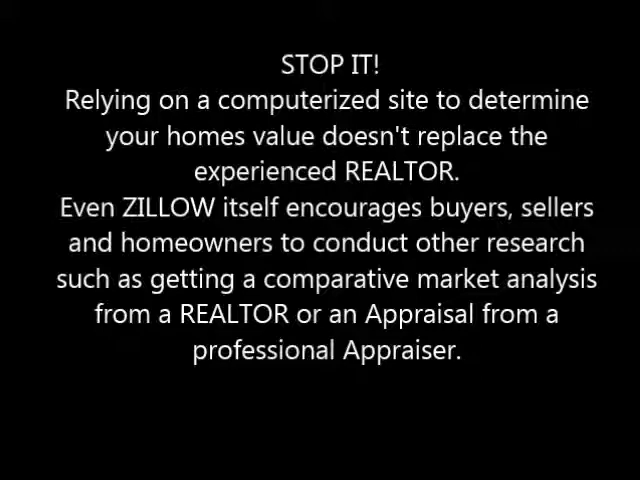 STOP IT!
Relying on a computerized site to determine
your homes value doesn't replace the
experienced REALTOR.
Even ZILLOW itself encourages buyers, sellers
and homeowners to conduct other research
such as getting a comparative market analysis
from a REALTOR or an Appraisal from a
professional Appraiser.